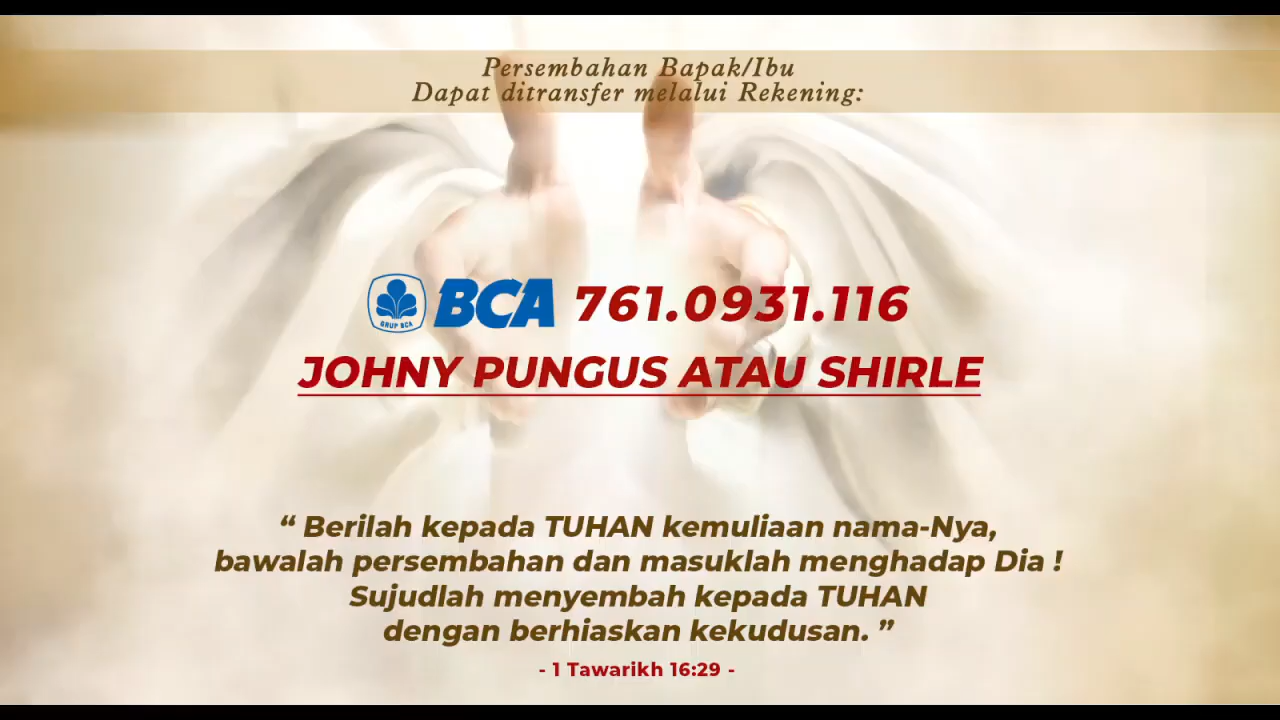 Persembahan Bapak/Ibu
Dapat ditransfer melalui Rekening:
GRUP BCA
BCA 761.0931.116
JOHNY PUNGUS ATAU SHIRLE
“ Berilah kepada TUHAN kemuliaan nama-Nya,
bawalah persembahan dan masuklah menghadap Dia !
Sujudlah menyembah kepada TUHAN
dengan berhiaskan kekudusan. ”
- 1 Tawarikh 16:29 -